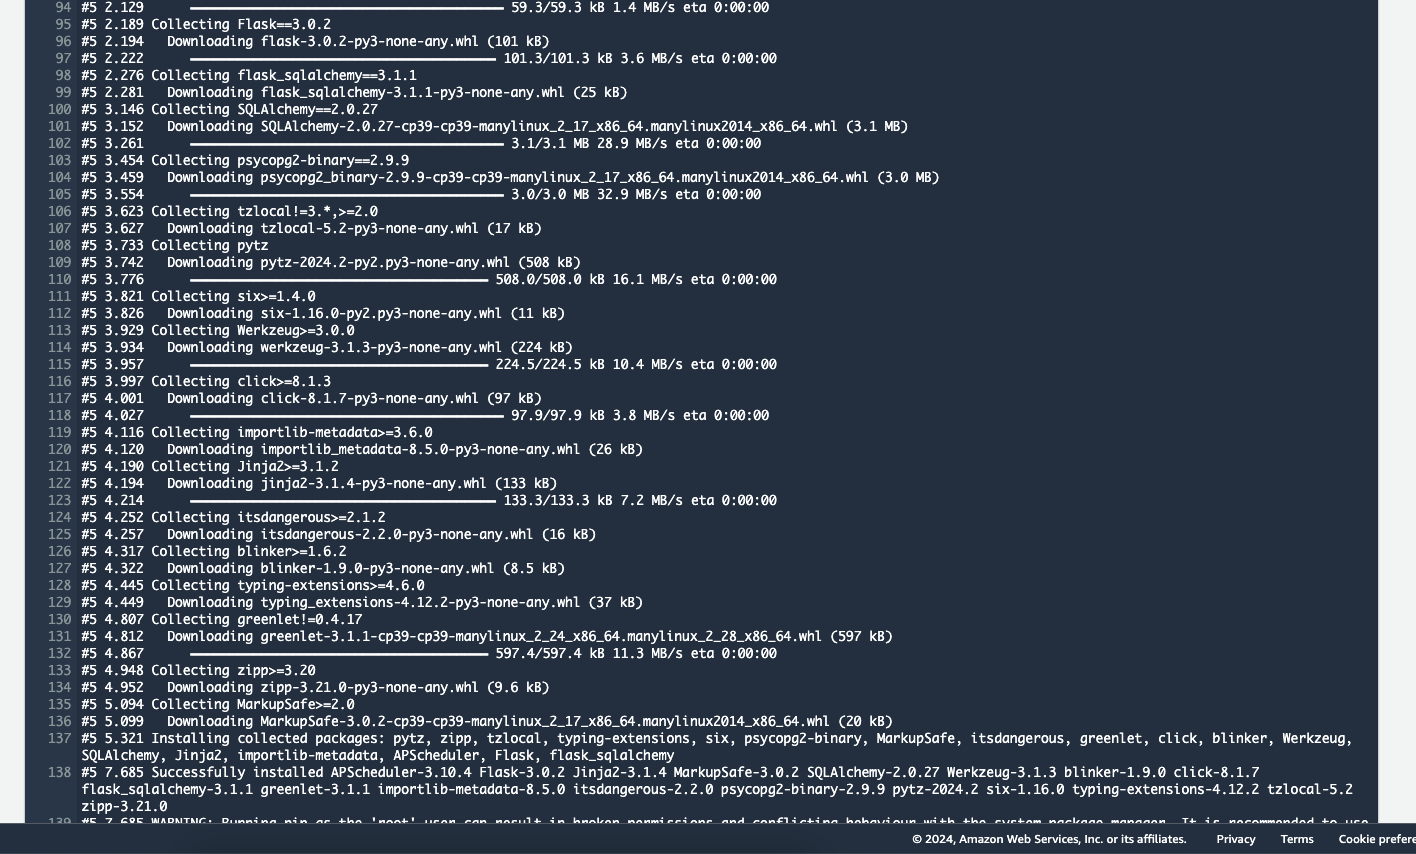 94 #5 2.129 ━━━━━━━━━━━━━━━━━━━━━━━━━━━━━━━━━━━━━━━━ 59.3/59.3 kB 1.4 MB/s eta 0:00:00
95 #5 2.189 Collecting Flask==3.0.2
96 #5 2.194 Downloading flask-3.0.2-py3-none-any.whl (101 kB)
97 #5 2.222 ━━━━━━━━━━━━━━━━━━━━━━━━━━━━━━━━━━━━━━━ 101.3/101.3 kB 3.6 MB/s eta 0:00:00
98 #5 2.276 Collecting flask_sqlalchemy==3.1.1
99 #5 2.281 Downloading flask_sqlalchemy-3.1.1-py3-none-any.whl (25 kB)
100 #5 3.146 Collecting SQLAlchemy==2.0.27
101 #5 3.152 Downloading SQLAlchemy-2.0.27-cp39-cp39-manylinux_2_17_x86_64.manylinux2014_x86_64.whl (3.1 MB)
102 #5 3.261 ━━━━━━━━━━━━━━━━━━━━━━━━━━━━━━━━━━━━━━━━ 3.1/3.1 MB 28.9 MB/s eta 0:00:00
103 #5 3.454 Collecting psycopg2-binary==2.9.9
104 #5 3.459 Downloading psycopg2_binary-2.9.9-cp39-cp39-manylinux_2_17_x86_64.manylinux2014_x86_64.whl (3.0 MB)
105 #5 3.554 ━━━━━━━━━━━━━━━━━━━━━━━━━━━━━━━━━━━━━━━━ 3.0/3.0 MB 32.9 MB/s eta 0:00:00
106 #5 3.623 Collecting tzlocal!=3.*,>=2.0
107 #5 3.627 Downloading tzlocal-5.2-py3-none-any.whl (17 kB)
108 #5 3.733 Collecting pytz
109 #5 3.742 Downloading pytz-2024.2-py2.py3-none-any.whl (508 kB)
110 #5 3.776 ━━━━━━━━━━━━━━━━━━━━━━━━━━━━━━━━━━━━━━ 508.0/508.0 kB 16.1 MB/s eta 0:00:00
111 #5 3.821 Collecting six>=1.4.0
112 #5 3.826 Downloading six-1.16.0-py2.py3-none-any.whl (11 kB)
113 #5 3.929 Collecting Werkzeug>=3.0.0
114 #5 3.934 Downloading werkzeug-3.1.3-py3-none-any.whl (224 kB)
115 #5 3.957 ━━━━━━━━━━━━━━━━━━━━━━━━━━━━━━━━━━━━━━ 224.5/224.5 kB 10.4 MB/s eta 0:00:00
116 #5 3.997 Collecting click>=8.1.3
117 #5 4.001 Downloading click-8.1.7-py3-none-any.whl (97 kB)
118 #5 4.027 ━━━━━━━━━━━━━━━━━━━━━━━━━━━━━━━━━━━━━━━━ 97.9/97.9 kB 3.8 MB/s eta 0:00:00
119 #5 4.116 Collecting importlib-metadata>=3.6.0
120 #5 4.120 Downloading importlib_metadata-8.5.0-py3-none-any.whl (26 kB)
121 #5 4.190 Collecting Jinja2>=3.1.2
122 #5 4.194 Downloading jinja2-3.1.4-py3-none-any.whl (133 kB)
123 #5 4.214 ━━━━━━━━━━━━━━━━━━━━━━━━━━━━━━━━━━━━━━━ 133.3/133.3 kB 7.2 MB/s eta 0:00:00
124 #5 4.252 Collecting itsdangerous>=2.1.2
125 #5 4.257 Downloading itsdangerous-2.2.0-py3-none-any.whl (16 kB)
126 #5 4.317 Collecting blinker>=1.6.2
127 #5 4.322 Downloading blinker-1.9.0-py3-none-any.whl (8.5 kB)
128 #5 4.445 Collecting typing-extensions>=4.6.0
129 #5 4.449 Downloading typing_extensions-4.12.2-py3-none-any.whl (37 kB)
130 #5 4.807 Collecting greenlet!=0.4.17
131 #5 4.812 Downloading greenlet-3.1.1-cp39-cp39-manylinux_2_24_x86_64.manylinux_2_28_x86_64.whl (597 kB)
132 #5 4.867 ━━━━━━━━━━━━━━━━━━━━━━━━━━━━━━━━━━━━━━ 597.4/597.4 kB 11.3 MB/s eta 0:00:00
133 #5 4.948 Collecting zipp>=3.20
134 #5 4.952 Downloading zipp-3.21.0-py3-none-any.whl (9.6 kB)
135 #5 5.094 Collecting MarkupSafe>=2.0
136 #5 5.099 Downloading MarkupSafe-3.0.2-cp39-cp39-manylinux_2_17_x86_64.manylinux2014_x86_64.whl (20 kB)
137 #5 5.321 Installing collected packages: pytz, zipp, tzlocal, typing-extensions, six, psycopg2-binary, MarkupSafe, itsdangerous, greenlet, click, blinker, Werkzeug,
SQLAlchemy, Jinja2, importlib-metadata, APScheduler, Flask, flask_sqlalchemy
138 #5 7.685 Successfully installed APScheduler-3.10.4 Flask-3.0.2 Jinja2-3.1.4 MarkupSafe-3.0.2 SQLAlchemy-2.0.27 Werkzeug-3.1.3 blinker-1.9.0 click-8.1.7
flask_sqlalchemy-3.1.1 greenlet-3.1.1 importlib-metadata-8.5.0 itsdangerous-2.2.0 psycopg2-binary-2.9.9 pytz-2024.2 six-1.16.0 typing-extensions-4.12.2 tzlocal-5.2
zipp-3.21.0
139 #5 7.685 WARNING: Running pip as the 'root' user can result in broken permissions and conflicting behaviour with the system package manager. It is recommended to use
© 2024, Amazon Web Services, Inc. or its affiliates. Privacy Terms Cookie prefere